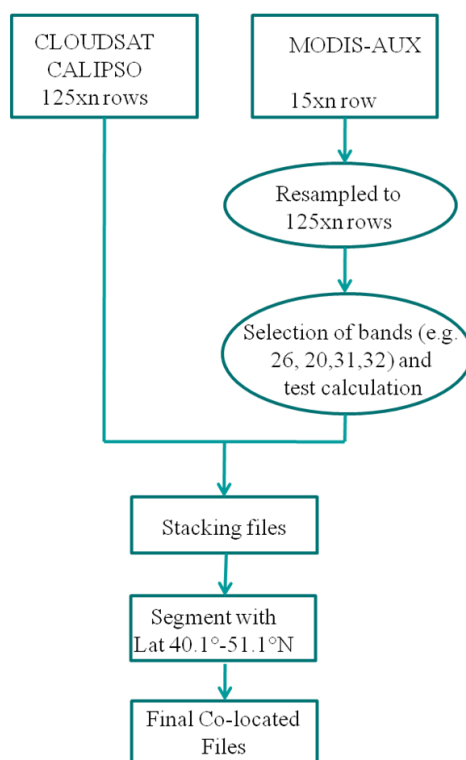 CLOUDSAT
CALIPSO
125xn rows
MODIS-AUX
15xn row
Resampled to
125xn rows
Selection of bands (e.g.
26, 20,31,32) and
test calculation
Stacking files
Segment with
Lat 40.1°-51.1°N
Final Co-located
Files